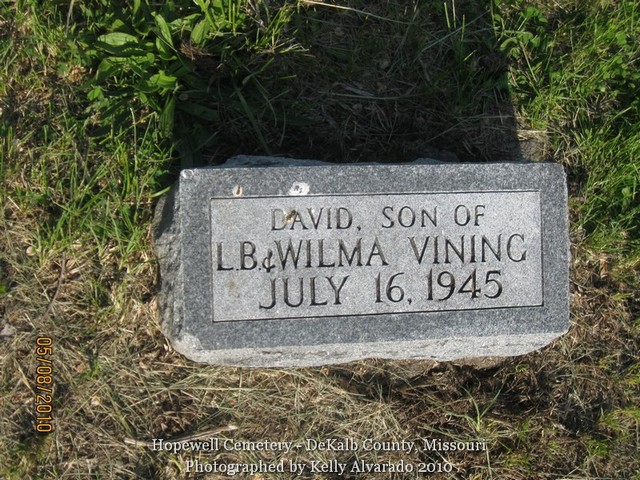 DAVID, SON OF
L.B.&WILMA VINING
JULY 16, 1945
05/08/2010
Hopewell Cemetery - DeKalb County, Missouri
Photographed by Kelly Alvarado 2010